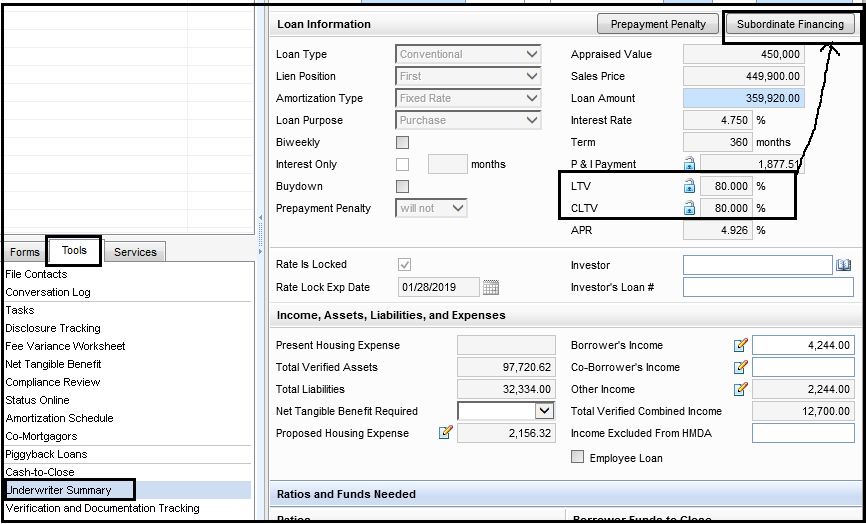 Loan Information
Prepayment Penalty
Subordinate Financing
Loan Type Conventional Appraised Value 450,000
Lien Position First Sales Price 449,900.00
Amortization Type Fixed Rate Loan Amount 359,920.00
Loan Purpose Purchase Interest Rate 4.750 %
Biweekly Term 360 months
Interest Only months P & I Payment 1,877.51
Buydown LTV 80.000 %
Prepayment Penalty will not CLTV 80.000 %
APR 4.926 %
Forms Tools Services
File Contacts
Conversation Log
Tasks
Disclosure Tracking
Fee Variance Worksheet
Net Tangible Benefit
Compliance Review
Status Online
Amortization Schedule
Co-Mortgagors
Piggyback Loans
Cash-to-Close
Underwriter Summary
Verification and Documentation Tracking
Rate Is Locked Investor
Rate Lock Exp Date 01/28/2019 Investor's Loan #
Income, Assets, Liabilities, and Expenses
Present Housing Expense Borrower's Income 4,244.00
Total Verified Assets 97,720.62 Co-Borrower's Income
Total Liabilities 32,334.00 Other Income 2,244.00
Net Tangible Benefit Required Total Verified Combined Income 12,700.00
Proposed Housing Expense 2,156.32 Income Excluded From HMDA
Employee Loan
Ratios and Funds Needed
Ratios Borrower Funds to Close